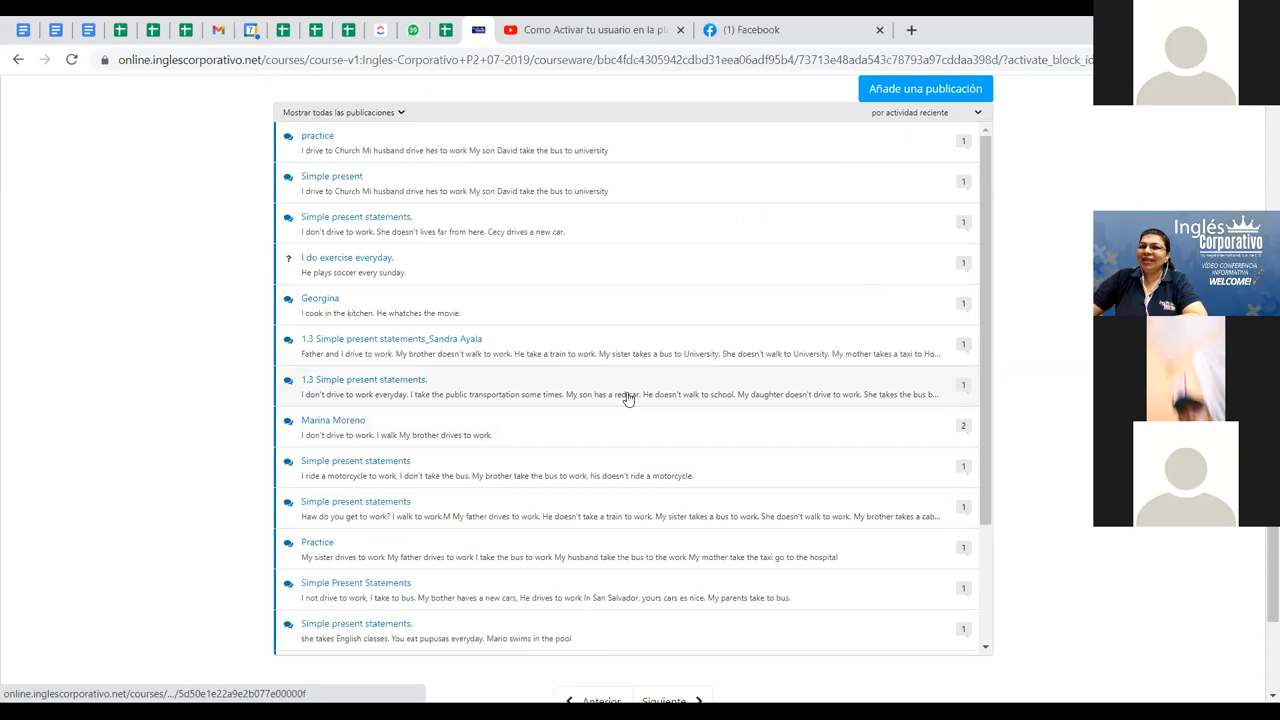 Como Activar tu usuario en la pl
(1) Facebook
online.inglescorporativo.net/courses/course-v1:Ingles-Corporativo+P2+07-2019/courseware/bbc4fdc4305942cdbd31eea06adf95b4/73713e48ada543c78793a97cdaa398d/?activate_block_id
Añade una publicación
Mostrar todas las publicaciones
por actividad reciente
practice
I drive to Church Mi husband drive hes to work My son David take the bus to university
1
Simple present
I drive to Church Mi husband drive hes to work My son David take the bus to university
1
Simple present statements.
I don't drive to work. She doesn't lives far from here. Cecy drives a new car.
1
I do exercise everyday.
He plays soccer every sunday.
1
Georgina
I cook in the kitchen. He whatches the movie.
1
1.3 Simple present statements_Sandra Ayala
Father and I drive to work. My brother doesn't walk to work. He take a train to work. My sister takes a bus to University. She doesn't walk to University. My mother takes a taxi to Ho...
1
1.3 Simple present statements.
I don't drive to work everyday. I take the public transportation some times. My son has a red car. He doesn't walk to school. My daughter doesn't drive to work. She takes the bus b...
1
Marina Moreno
I don't drive to work. I walk My brother drives to work.
2
Simple present statements
I ride a motorcycle to work, I don't take the bus. My brother take the bus to work, his doesn't ride a motorcycle.
1
Simple present statements
Haw do you get to work? I walk to work.M My father drives to work. He doesn't take a train to work. My sister takes a bus to work. She doesn't walk to work. My brother takes a cab...
1
Practice
My sister drives to work My father drives to work I take the bus to work My husband take the bus to the work My mother take the taxi go to the hospital
1
Simple Present Statements
I not drive to work, I take to bus. My bother haves a new cars, He drives to work In San Salvador, yours cars es nice. My parents take to bus.
1
Simple present statements.
she takes English classes. You eat pupusas everyday. Mario swims in the pool
1
Anterior
Siguiente
online.inglescorporativo.net/courses/.../5d50e1e22a9e2b077e00000f
Inglés
Corporativo
VÍDEO CONFERENCIA
INFORMATIVA
WELCOME!